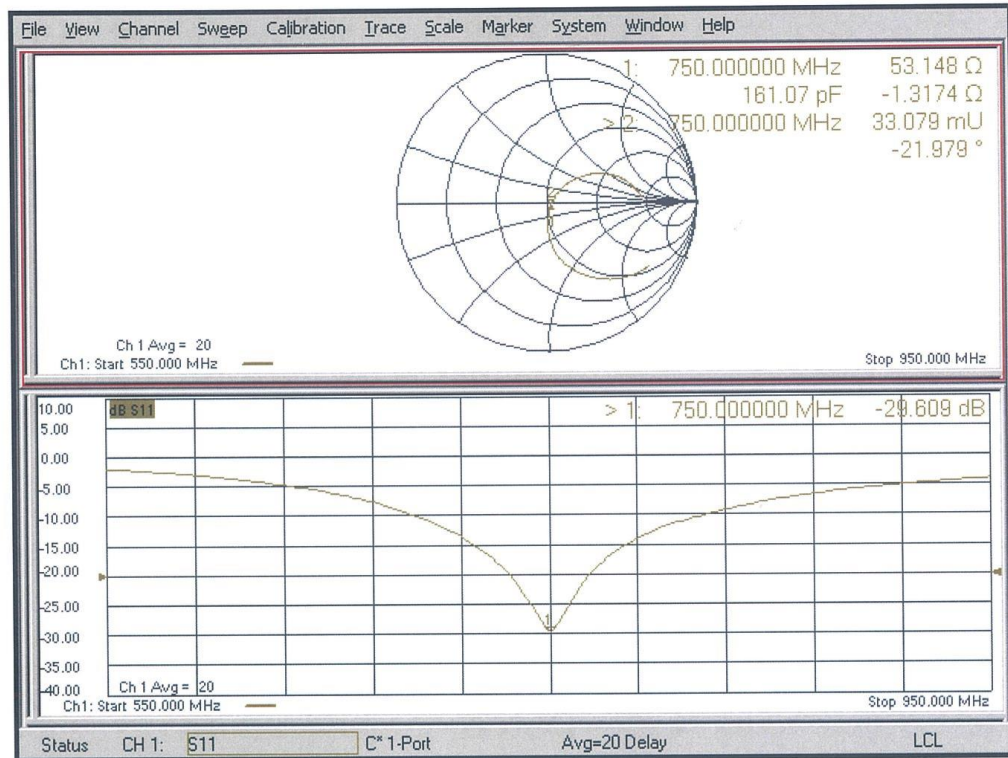 File View Channel Sweep Calibration Trace Scale Marker System Window Help
1: 750.000000 MHz 53.148 Ω
161.07 pF -1.3174 Ω
> 2: 750.000000 MHz 33.079 mU
-21.979 °
Ch 1 Avg = 20
Ch1: Start 550.000 MHz
Stop 950.000 MHz
10.00
dB S11
> 1: 750.000000 MHz -29.609 dB
5.00
0.00
-5.00
-10.00
-15.00
-20.00
-25.00
1
-30.00
-35.00
-40.00
Ch 1 Avg = 20
Ch1: Start 550.000 MHz
Stop 950.000 MHz
Status CH 1: S11 C* 1-Port Avg=20 Delay LCL